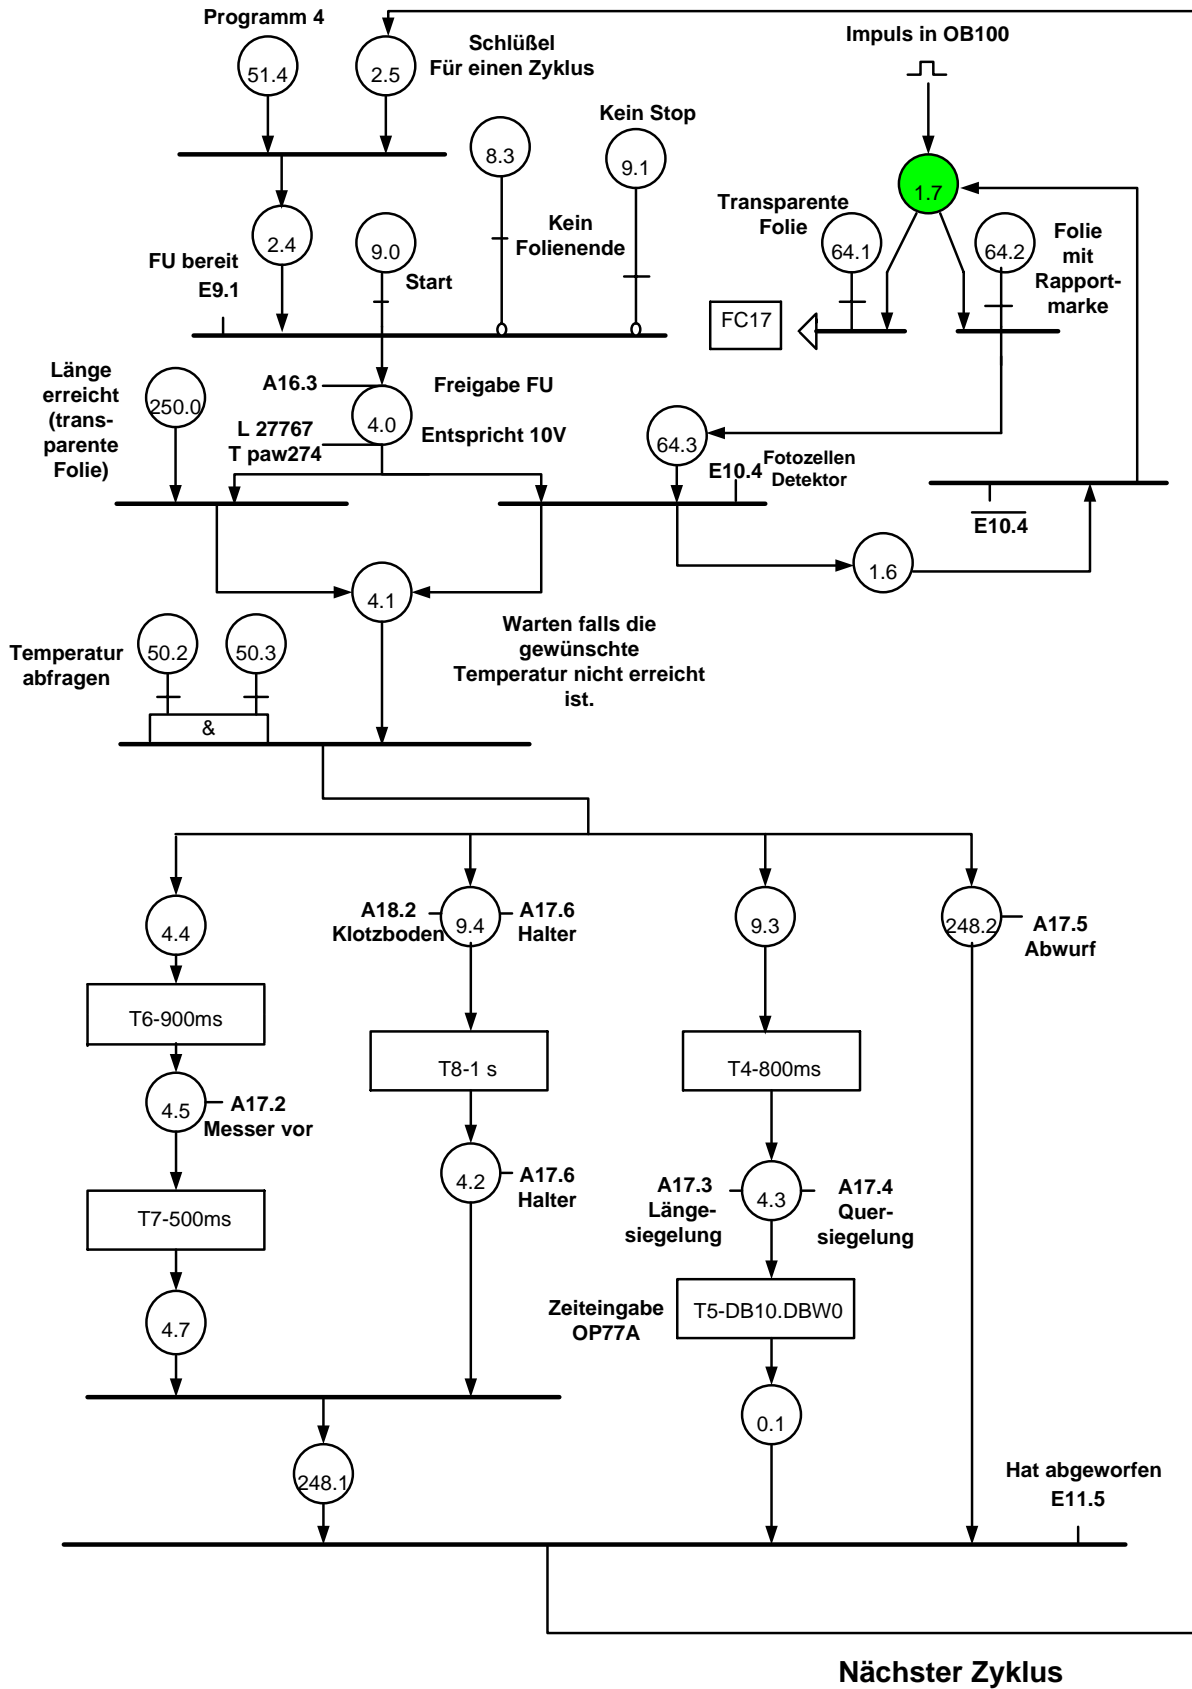 Programm 4
51.4
2.5
Schlüßel
Für einen Zyklus
Impuls in OB100
8.3
Kein Stop
9.1
1.7
2.4
FU bereit
E9.1
9.0
Start
Kein
Folienende
Transparente
Folie
64.1
64.2
Folie
mit
Rapport-
marke
FC17
Länge
erreicht
(trans-
parente
Folie)
250.0
A16.3
Freigabe FU
4.0
L 27767
T paw274
Entspricht 10V
64.3
E10.4
Fotozellen
Detektor
E10.4
1.6
4.1
Warten falls die
gewünschte
Temperatur nicht erreicht
ist.
Temperatur
abfragen
50.2
50.3
&
4.4
A18.2
Klotzboden
9.4
A17.6
Halter
9.3
248.2
A17.5
Abwurf
T6-900ms
T8-1 s
T4-800ms
4.5
A17.2
Messer vor
4.2
A17.6
Halter
A17.3
Länge-
siegelung
4.3
A17.4
Quer-
siegelung
T7-500ms
Zeiteingabe
OP77A
T5-DB10.DBW0
4.7
0.1
248.1
Hat abgeworfen
E11.5
Nächster Zyklus